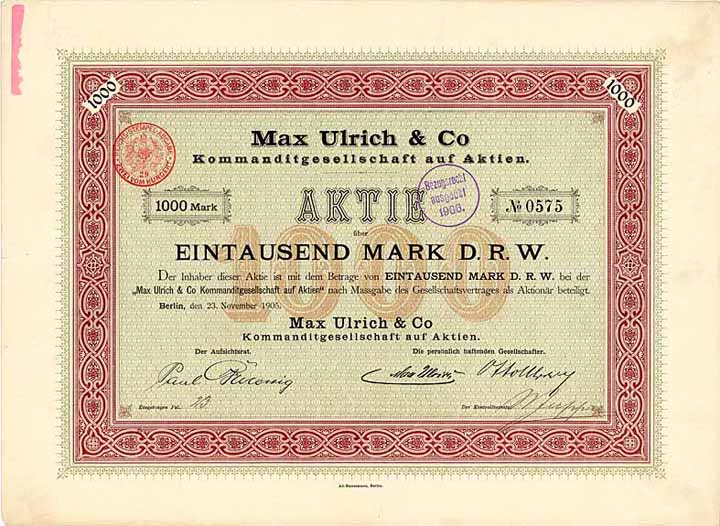 1000
1000
Max Ulrich & Co
Kommanditgesellschaft auf Aktien.
Bezugsrecht
ausgeübt
1906.
1000 Mark
AKTIE
№ 0575
über
1000
EINTAUSEND MARK D. R. W.
Der Inhaber dieser Aktie ist mit dem Betrage von EINTAUSEND MARK D. R. W. bei der
„Max Ulrich & Co Kommanditgesellschaft auf Aktien" nach Massgabe des Gesellschaftsvertrages als Aktionär beteiligt.
Berlin, den 23. November 1905.
Max Ulrich & Co
Kommanditgesellschaft auf Aktien.
Der Aufsichtsrat.
Die persönlich haftenden Gesellschafter.
Paul
Max Ulrich
Eingetragen Fol. 23
Der Kontrollbeamte: